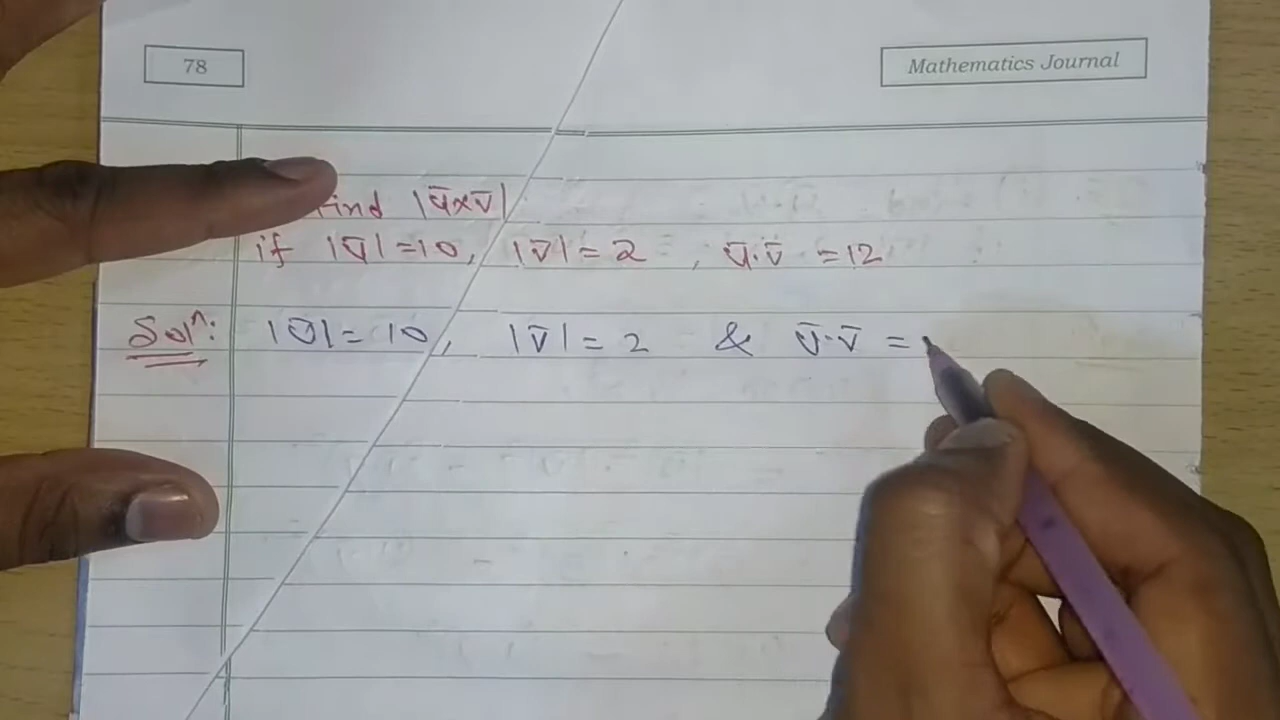 78
Mathematics Journal
Find |ū×v̄|
if |ū|=10, |v̄|=2, ū·v̄ =12
Solⁿ: |ū|=10, |v̄|=2 & ū·v̄ =